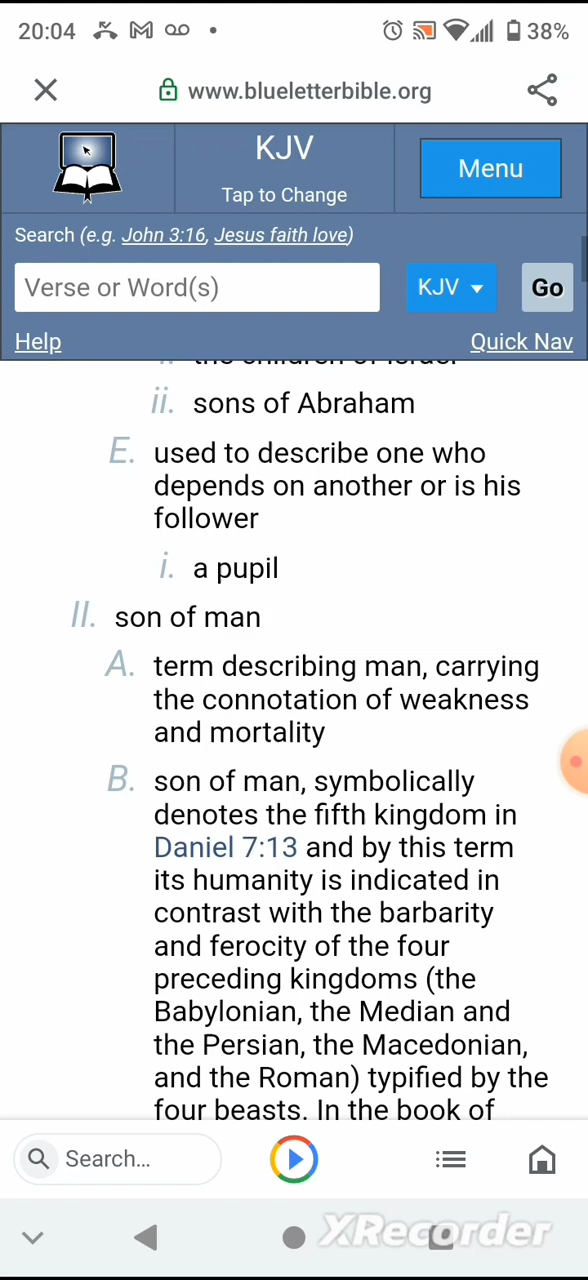 20:04 38%
www.blueletterbible.org
KJV
Tap to Change
Menu
Search (e.g. John 3:16, Jesus faith love)
Verse or Word(s) KJV Go
Help Quick Nav
i. the children of Israel
ii. sons of Abraham
E. used to describe one who
depends on another or is his
follower
i. a pupil
II. son of man
A. term describing man, carrying
the connotation of weakness
and mortality
B. son of man, symbolically
denotes the fifth kingdom in
Daniel 7:13 and by this term
its humanity is indicated in
contrast with the barbarity
and ferocity of the four
preceding kingdoms (the
Babylonian, the Median and
the Persian, the Macedonian,
and the Roman) typified by the
four beasts. In the book of
Search...
XRecorder